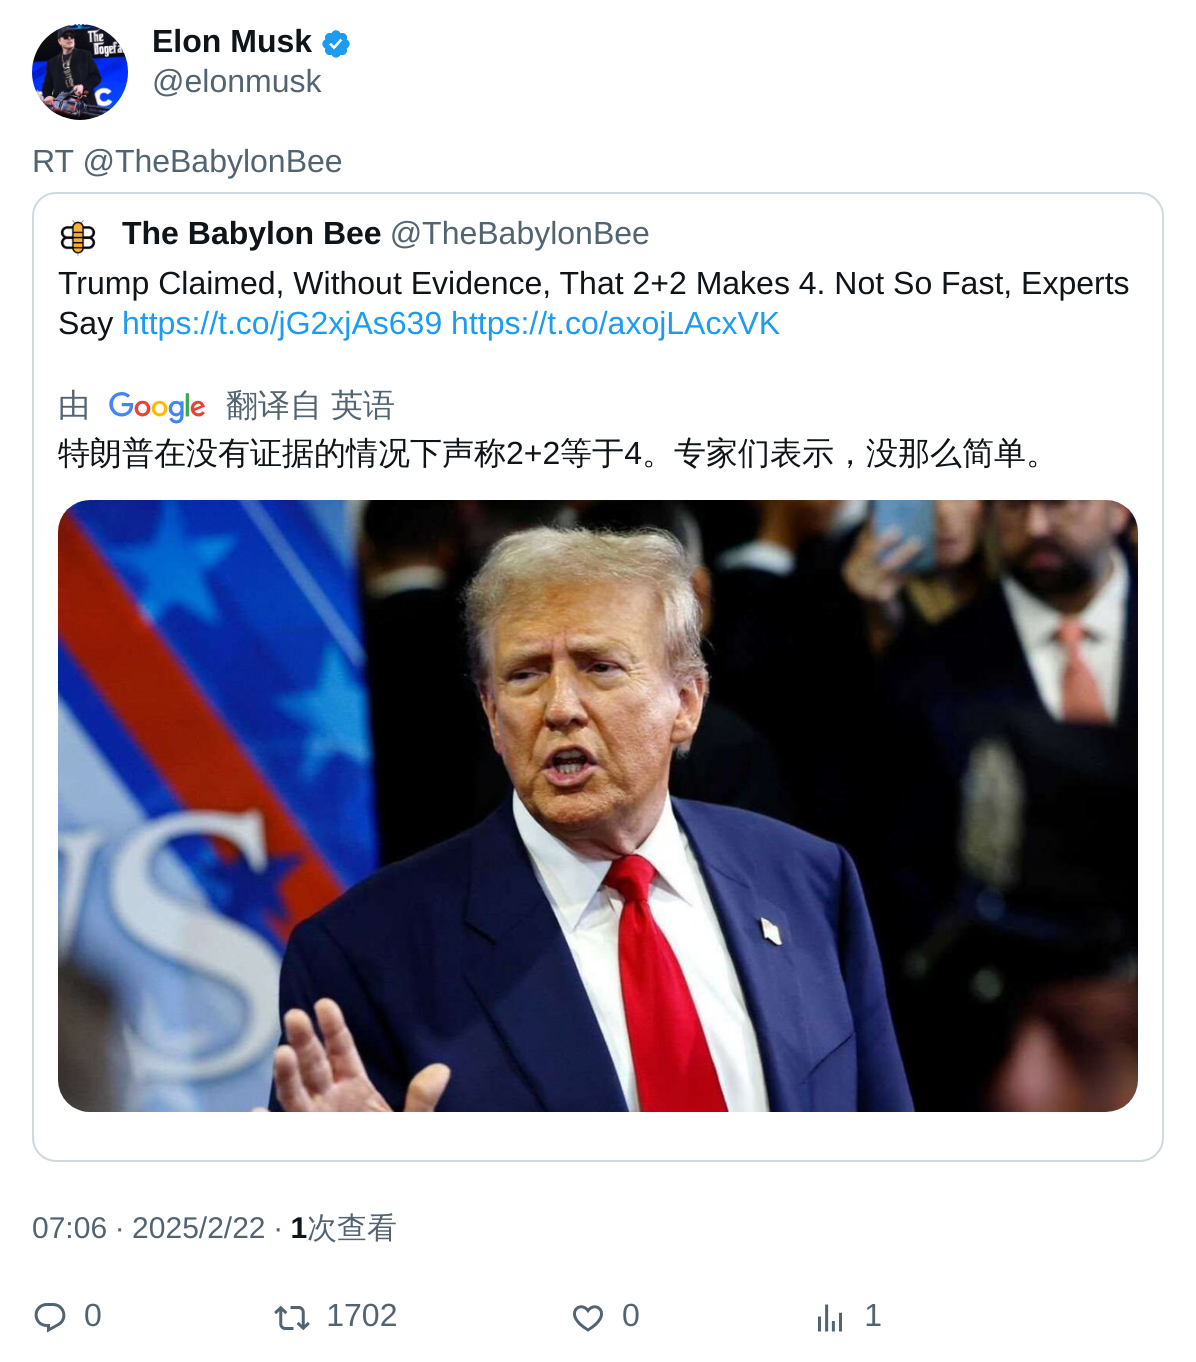 Elon Musk
@elonmusk
The
Dogefa
C
RT @TheBabylonBee
The Babylon Bee @TheBabylonBee
Trump Claimed, Without Evidence, That 2+2 Makes 4. Not So Fast, Experts
Say https://t.co/jG2xjAs639 https://t.co/axojLAcxVK
由 Google 翻译自 英语
特朗普在没有证据的情况下声称2+2等于4。专家们表示，没那么简单。
S
07:06 · 2025/2/22 · 1次查看
0 1702 0 1